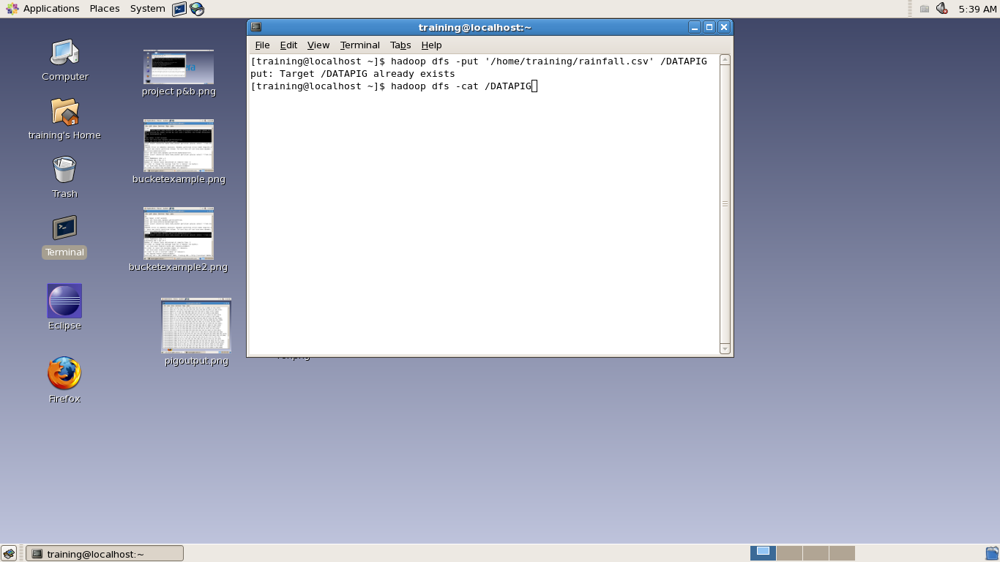 Applications Places System 5:39 AM
training@localhost:~
File Edit View Terminal Tabs Help
[training@localhost ~]$ hadoop dfs -put '/home/training/rainfall.csv' /DATAPIG
put: Target /DATAPIG already exists
[training@localhost ~]$ hadoop dfs -cat /DATAPIG
Computer
training's Home
Trash
Terminal
Eclipse
Firefox
project p&b.png
bucketexample.png
bucketexample2.png
pigoutput.png
training@localhost:~